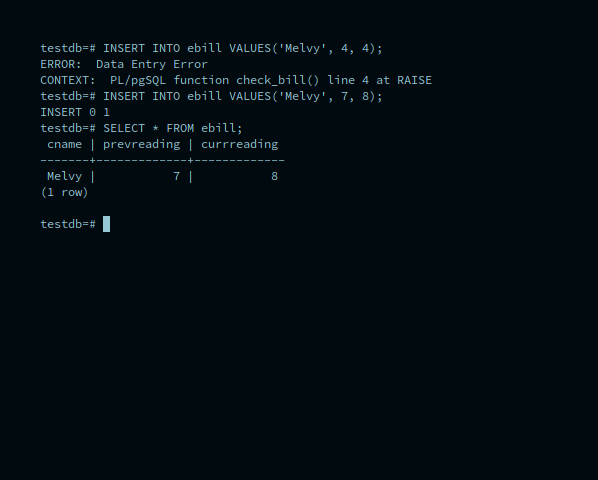 testdb=# INSERT INTO ebill VALUES('Melvy', 4, 4);
ERROR:  Data Entry Error
CONTEXT:  PL/pgSQL function check_bill() line 4 at RAISE
testdb=# INSERT INTO ebill VALUES('Melvy', 7, 8);
INSERT 0 1
testdb=# SELECT * FROM ebill;
 cname | prevreading | currreading
-------+-------------+-------------
 Melvy |           7 |           8
(1 row)
testdb=#